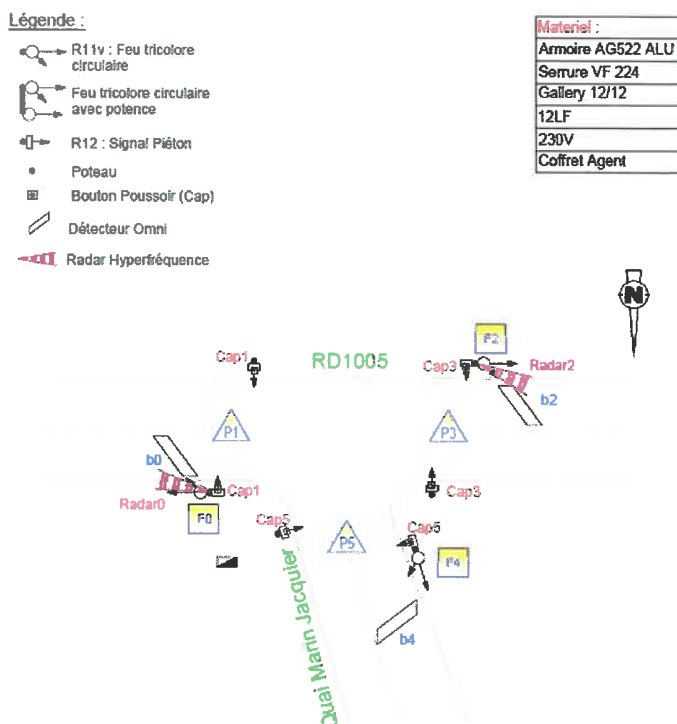 Légende :
R11v : Feu tricolore
circulaire
Feu tricolore circulaire
avec potence
R12 : Signal Piéton
Poteau
Bouton Poussoir (Cap)
Détecteur Omni
Radar Hyperfréquence
Materiel :
Armoire AG522 ALU
Serrure VF 224
Gallery 12/12
12LF
230V
Coffret Agent
N
F2
Cap1
RD1005
Cap3
Radar2
b2
P1
P3
b0
Radar0
Cap1
Cap3
F0
Cap5
P5
Cap5
F4
b4
Quai Marin Jacquier